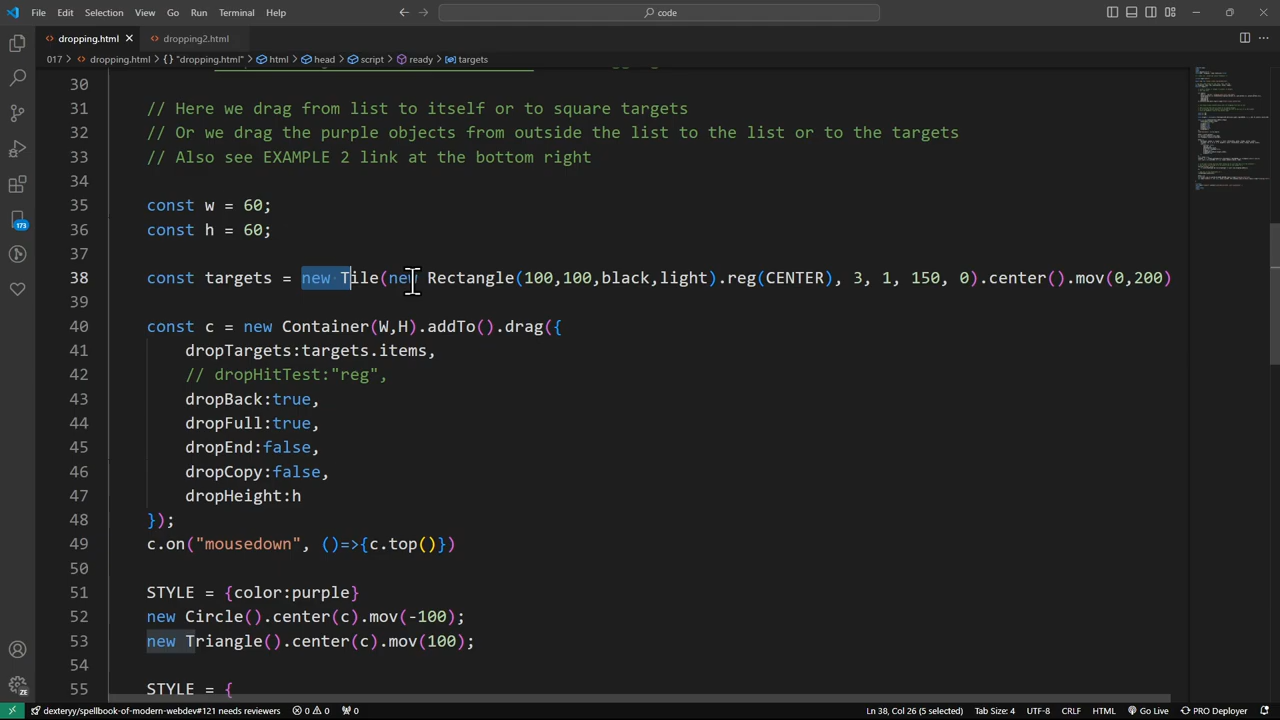 File Edit Selection View Go Run Terminal Help code
dropping.html dropping2.html
017 > dropping.html > {} "dropping.html" > html > head > script > ready > targets
30
31 // Here we drag from list to itself or to square targets
32 // Or we drag the purple objects from outside the list to the list or to the targets
33 // Also see EXAMPLE 2 link at the bottom right
34
35 const w = 60;
36 const h = 60;
37
38 const targets = new Tile(new Rectangle(100,100,black,light).reg(CENTER), 3, 1, 150, 0).center().mov(0,200)
39
40 const c = new Container(W,H).addTo().drag({
41 dropTargets:targets.items,
42 // dropHitTest:"reg",
43 dropBack:true,
44 dropFull:true,
45 dropEnd:false,
46 dropCopy:false,
47 dropHeight:h
48 });
49 c.on("mousedown", ()=>{c.top()})
50
51 STYLE = {color:purple}
52 new Circle().center(c).mov(-100);
53 new Triangle().center(c).mov(100);
54
55 STYLE = {
173
ZE
dexteryy/spellbook-of-modern-webdev#121 needs reviewers 0 0 0 Ln 38, Col 26 (5 selected) Tab Size: 4 UTF-8 CRLF HTML Go Live PRO Deployer